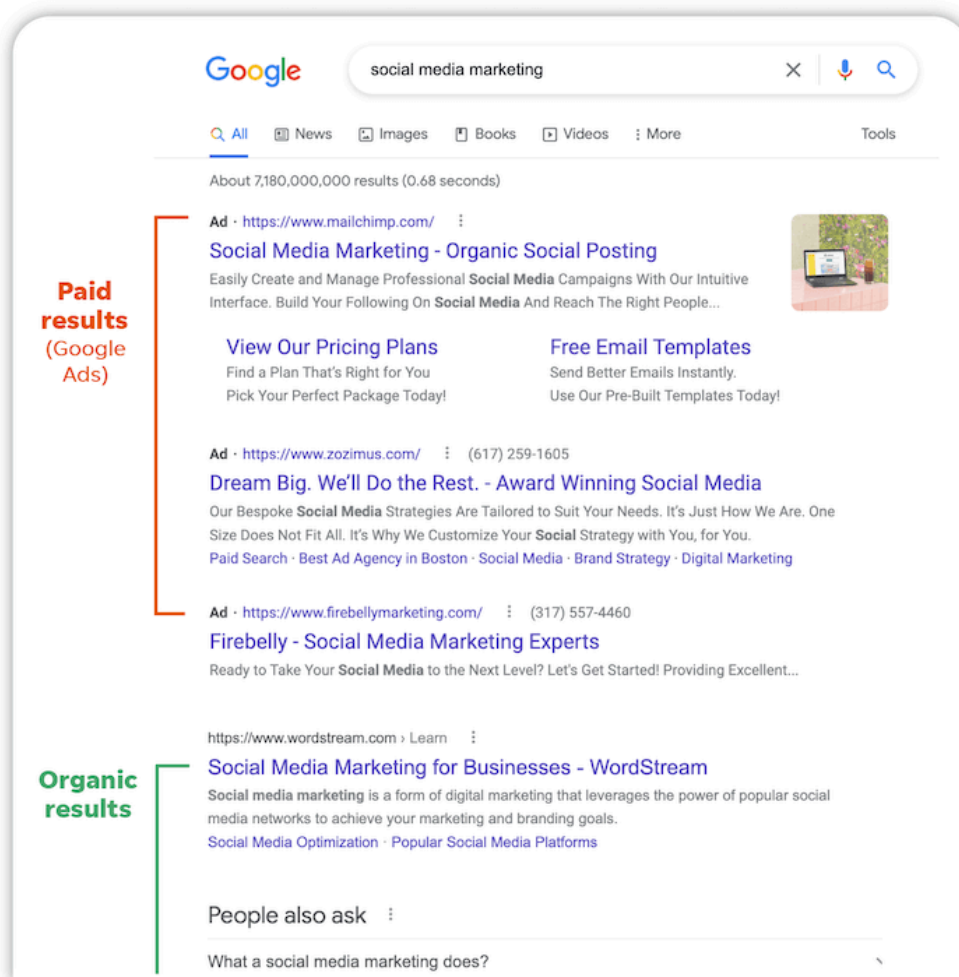 Google
social media marketing
All News Images Books Videos More Tools
About 7,180,000,000 results (0.68 seconds)
Paid
results
(Google
Ads)
Ad · https://www.mailchimp.com/
Social Media Marketing - Organic Social Posting
Easily Create and Manage Professional Social Media Campaigns With Our Intuitive
Interface. Build Your Following On Social Media And Reach The Right People...
View Our Pricing Plans
Find a Plan That's Right for You
Pick Your Perfect Package Today!
Free Email Templates
Send Better Emails Instantly.
Use Our Pre-Built Templates Today!
Ad · https://www.zozimus.com/ (617) 259-1605
Dream Big. We'll Do the Rest. - Award Winning Social Media
Our Bespoke Social Media Strategies Are Tailored to Suit Your Needs. It's Just How We Are. One
Size Does Not Fit All. It's Why We Customize Your Social Strategy with You, for You.
Paid Search · Best Ad Agency in Boston · Social Media · Brand Strategy · Digital Marketing
Ad · https://www.firebellymarketing.com/ (317) 557-4460
Firebelly - Social Media Marketing Experts
Ready to Take Your Social Media to the Next Level? Let's Get Started! Providing Excellent...
Organic
results
https://www.wordstream.com › Learn
Social Media Marketing for Businesses - WordStream
Social media marketing is a form of digital marketing that leverages the power of popular social
media networks to achieve your marketing and branding goals.
Social Media Optimization · Popular Social Media Platforms
People also ask
What a social media marketing does?